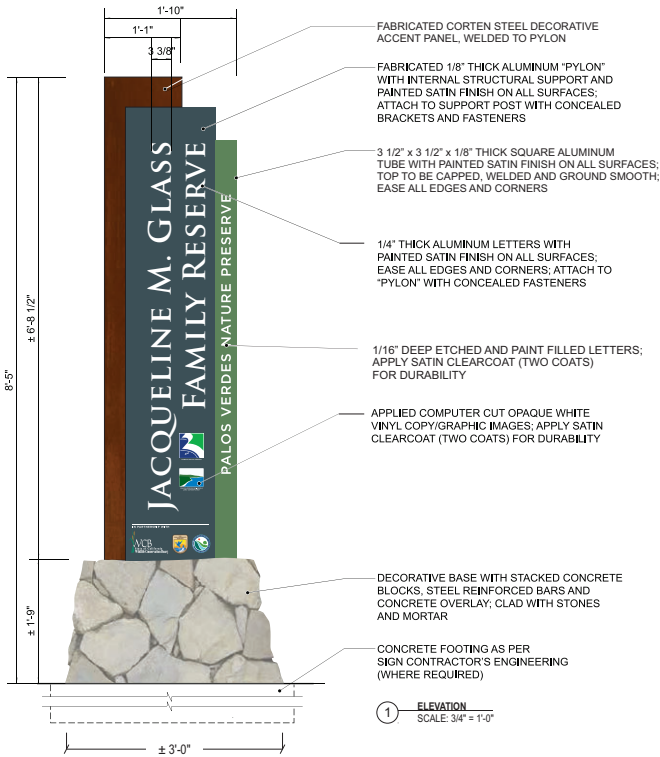 1'-10"
1'-1"
3 3/8"
FABRICATED CORTEN STEEL DECORATIVE
ACCENT PANEL, WELDED TO PYLON
FABRICATED 1/8" THICK ALUMINUM “PYLON”
WITH INTERNAL STRUCTURAL SUPPORT AND
PAINTED SATIN FINISH ON ALL SURFACES;
ATTACH TO SUPPORT POST WITH CONCEALED
BRACKETS AND FASTENERS
3 1/2" x 3 1/2" x 1/8" THICK SQUARE ALUMINUM
TUBE WITH PAINTED SATIN FINISH ON ALL SURFACES;
TOP TO BE CAPPED, WELDED AND GROUND SMOOTH;
EASE ALL EDGES AND CORNERS
1/4" THICK ALUMINUM LETTERS WITH
PAINTED SATIN FINISH ON ALL SURFACES;
EASE ALL EDGES AND CORNERS; ATTACH TO
“PYLON” WITH CONCEALED FASTENERS
1/16" DEEP ETCHED AND PAINT FILLED LETTERS;
APPLY SATIN CLEARCOAT (TWO COATS)
FOR DURABILITY
APPLIED COMPUTER CUT OPAQUE WHITE
VINYL COPY/GRAPHIC IMAGES; APPLY SATIN
CLEARCOAT (TWO COATS) FOR DURABILITY
DECORATIVE BASE WITH STACKED CONCRETE
BLOCKS, STEEL REINFORCED BARS AND
CONCRETE OVERLAY; CLAD WITH STONES
AND MORTAR
CONCRETE FOOTING AS PER
SIGN CONTRACTOR'S ENGINEERING
(WHERE REQUIRED)
JACQUELINE M. GLASS
FAMILY RESERVE
PALOS VERDES NATURE PRESERVE
WCB
8'-5"
± 6'-8 1/2"
± 1'-9"
± 3'-0"
1
ELEVATION
SCALE: 3/4" = 1'-0"